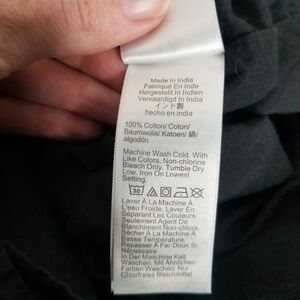 Made In India
Fabriqué En Inde
Hergestellt In Indien
Vervaardigd In India
インド製
hecho en india
100% Cotton/ Coton/
Baumwolle/ Katoen/ 綿/
algodón
Machine Wash Cold. With
Like Colors. Non-chlorine
Bleach Only. Tumble Dry
Low. Iron On Lowest
Setting.
30
Laver À La Machine À
L'eau Froide. Laver En
Séparant Les Couleurs.
Seulement Agent De
Blanchiment Non-chlore.
Sécher À La Machine À
Basse Température.
Repasser À Fer Doux Si
Nécessaire.
In Der Maschine Kalt
Waschen. Mit Ähnlichen
Farben Waschen. Nur
Chlorfreies Bleichmittel